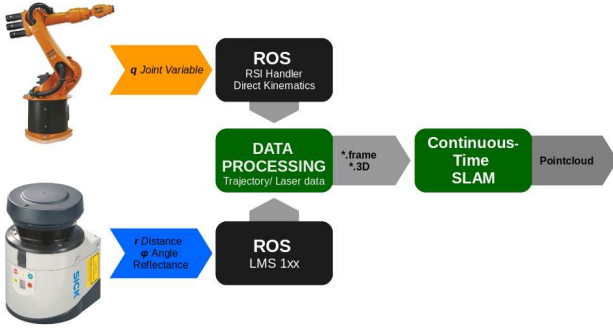 q Joint Variable
ROS
RSI Handler
Direct Kinematics
DATA
PROCESSING
Trajectory/ Laser data
*.frame
*.3D
Continuous-
Time
SLAM
Pointcloud
r Distance
φ Angle
Reflectance
ROS
LMS 1xx
SICK